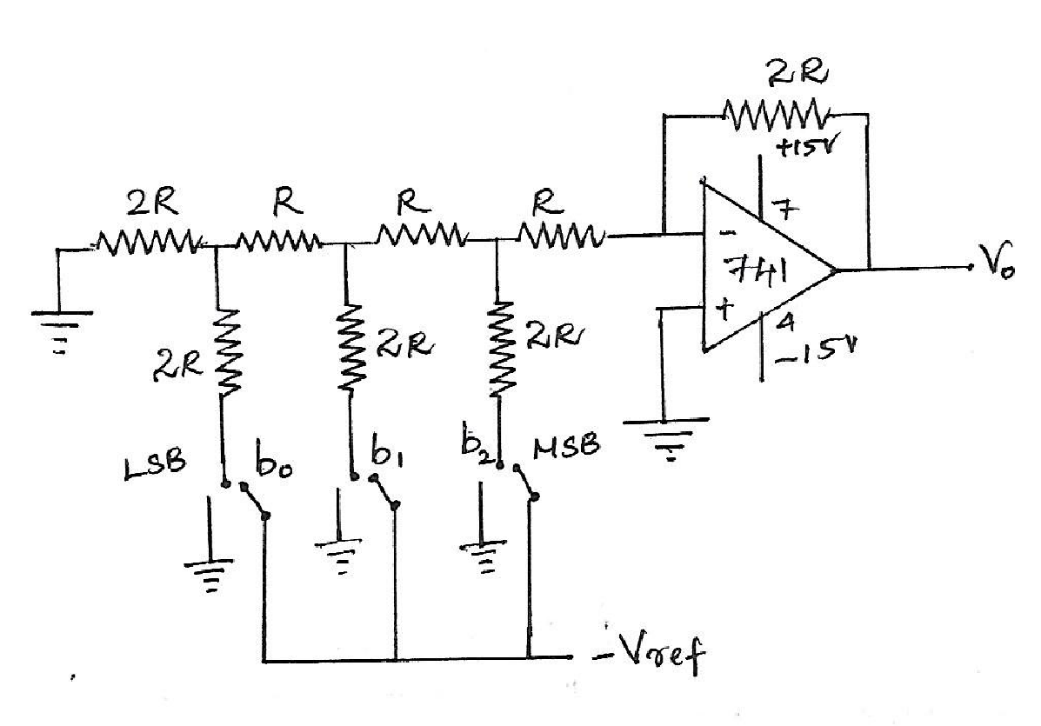 2R
+15V
2R R R R
7
-
741
Vo
+
4
-15V
2R 2R 2R
LSB b0 b1 b2 MSB
-Vref